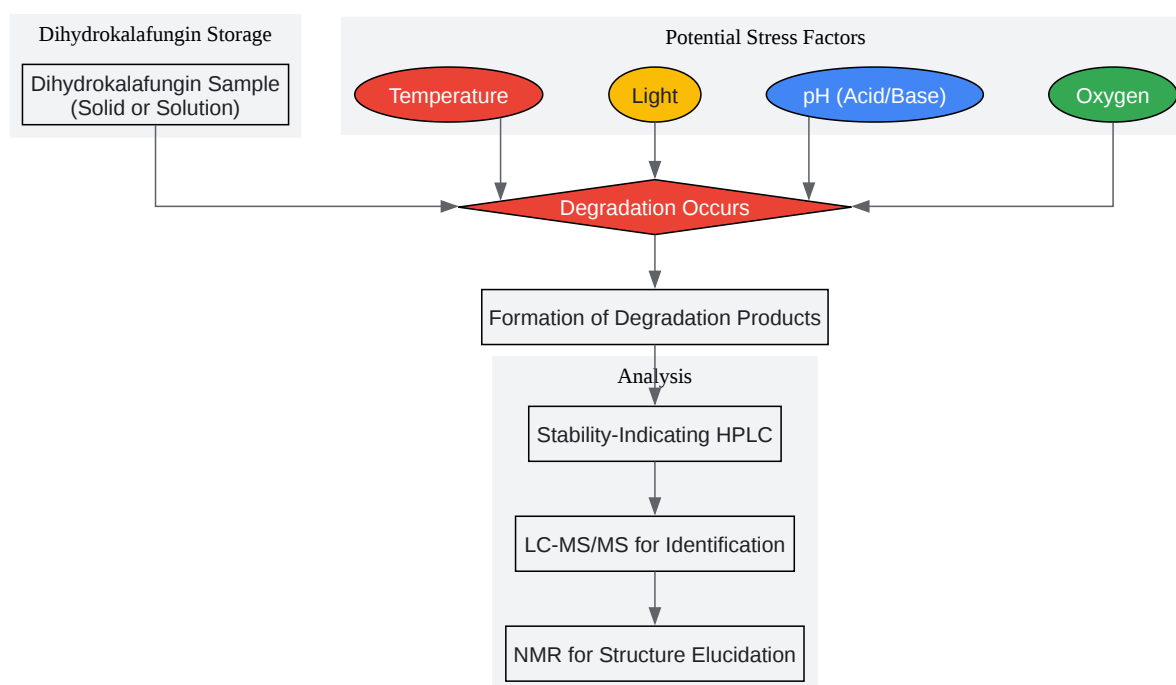 Dihydrokalafungin Storage
Dihydrokalafungin Sample
(Solid or Solution)
Potential Stress Factors
Temperature
Light
pH (Acid/Base)
Oxygen
Degradation Occurs
Formation of Degradation Products
Analysis
Stability-Indicating HPLC
LC-MS/MS for Identification
NMR for Structure Elucidation